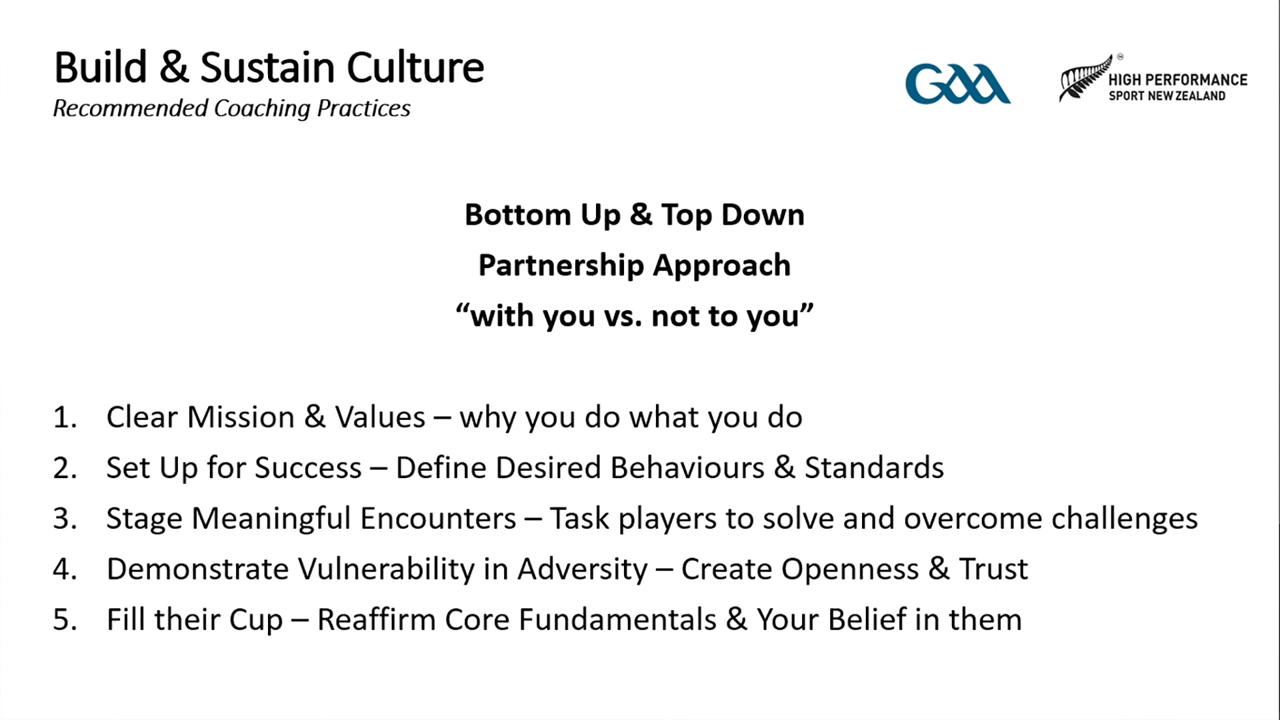 Build & Sustain Culture
Recommended Coaching Practices
GAA
HIGH PERFORMANCE
SPORT NEW ZEALAND
Bottom Up & Top Down
Partnership Approach
“with you vs. not to you”
1. Clear Mission & Values – why you do what you do
2. Set Up for Success – Define Desired Behaviours & Standards
3. Stage Meaningful Encounters – Task players to solve and overcome challenges
4. Demonstrate Vulnerability in Adversity – Create Openness & Trust
5. Fill their Cup – Reaffirm Core Fundamentals & Your Belief in them